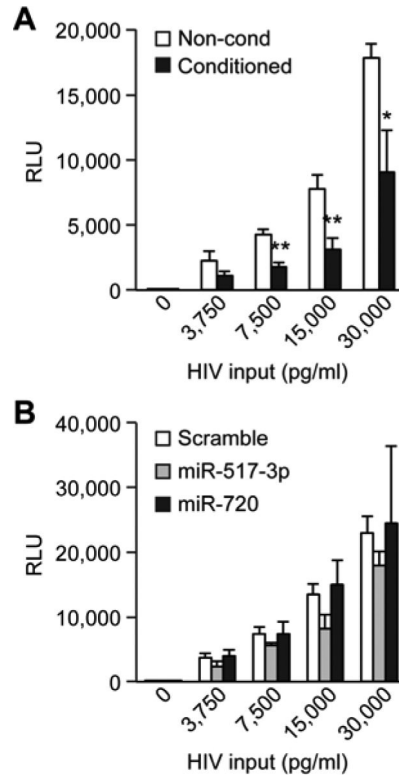 A
20,000
15,000
10,000
5,000
0
RLU
Non-cond
Conditioned
**
**
*
0
3,750
7,500
15,000
30,000
HIV input (pg/ml)
B
40,000
30,000
20,000
10,000
0
RLU
Scramble
miR-517-3p
miR-720
0
3,750
7,500
15,000
30,000
HIV input (pg/ml)